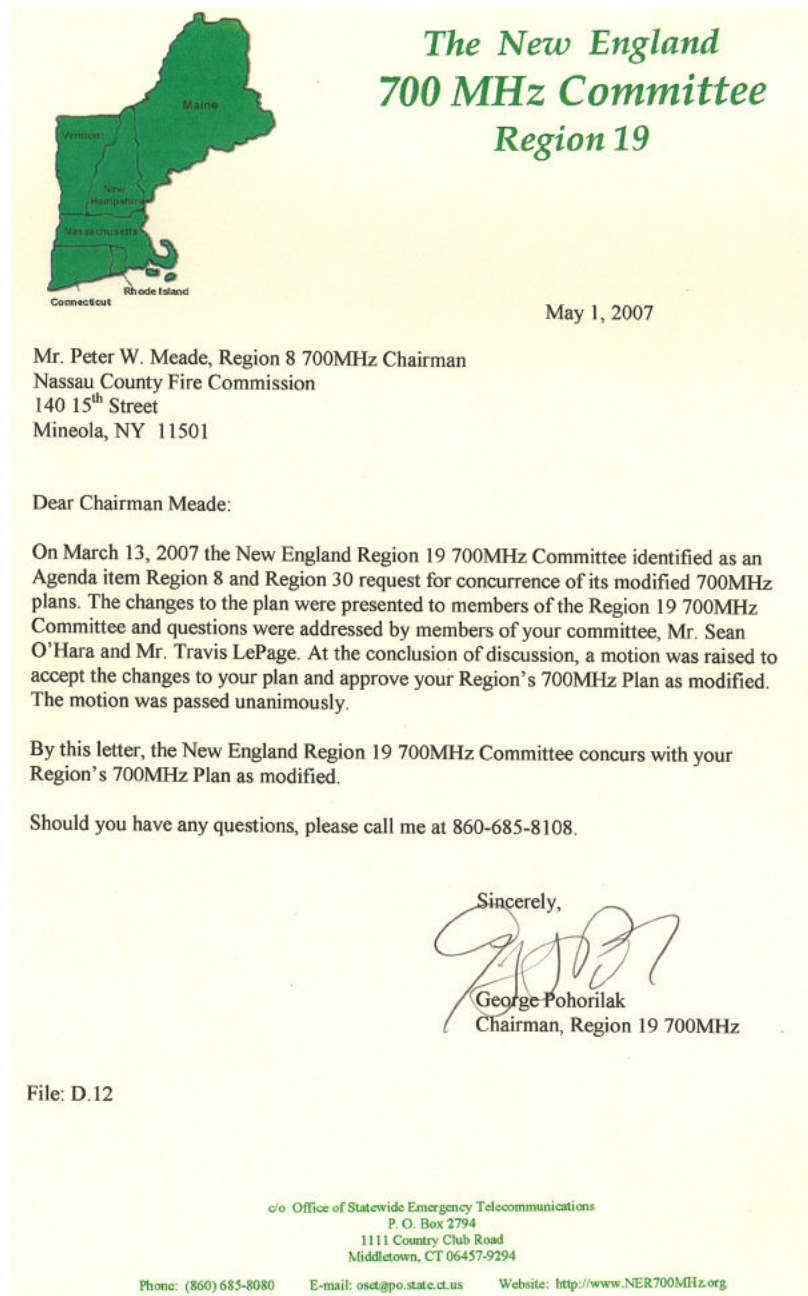 The New England
700 MHz Committee
Region 19
Maine
Vermont
New
Hampshire
Massachusetts
Rhode Island
Connecticut
May 1, 2007
Mr. Peter W. Meade, Region 8 700MHz Chairman
Nassau County Fire Commission
140 15th Street
Mineola, NY 11501
Dear Chairman Meade:
On March 13, 2007 the New England Region 19 700MHz Committee identified as an
Agenda item Region 8 and Region 30 request for concurrence of its modified 700MHz
plans. The changes to the plan were presented to members of the Region 19 700MHz
Committee and questions were addressed by members of your committee, Mr. Sean
O'Hara and Mr. Travis LePage. At the conclusion of discussion, a motion was raised to
accept the changes to your plan and approve your Region's 700MHz Plan as modified.
The motion was passed unanimously.
By this letter, the New England Region 19 700MHz Committee concurs with your
Region's 700MHz Plan as modified.
Should you have any questions, please call me at 860-685-8108.
Sincerely,
George Pohorilak
Chairman, Region 19 700MHz
File: D.12
c/o Office of Statewide Emergency Telecommunications
P. O. Box 2794
1111 Country Club Road
Middletown, CT 06457-9294
Phone: (860) 685-8080 E-mail: oset@po.state.ct.us Website: http://www.NER700MHz.org